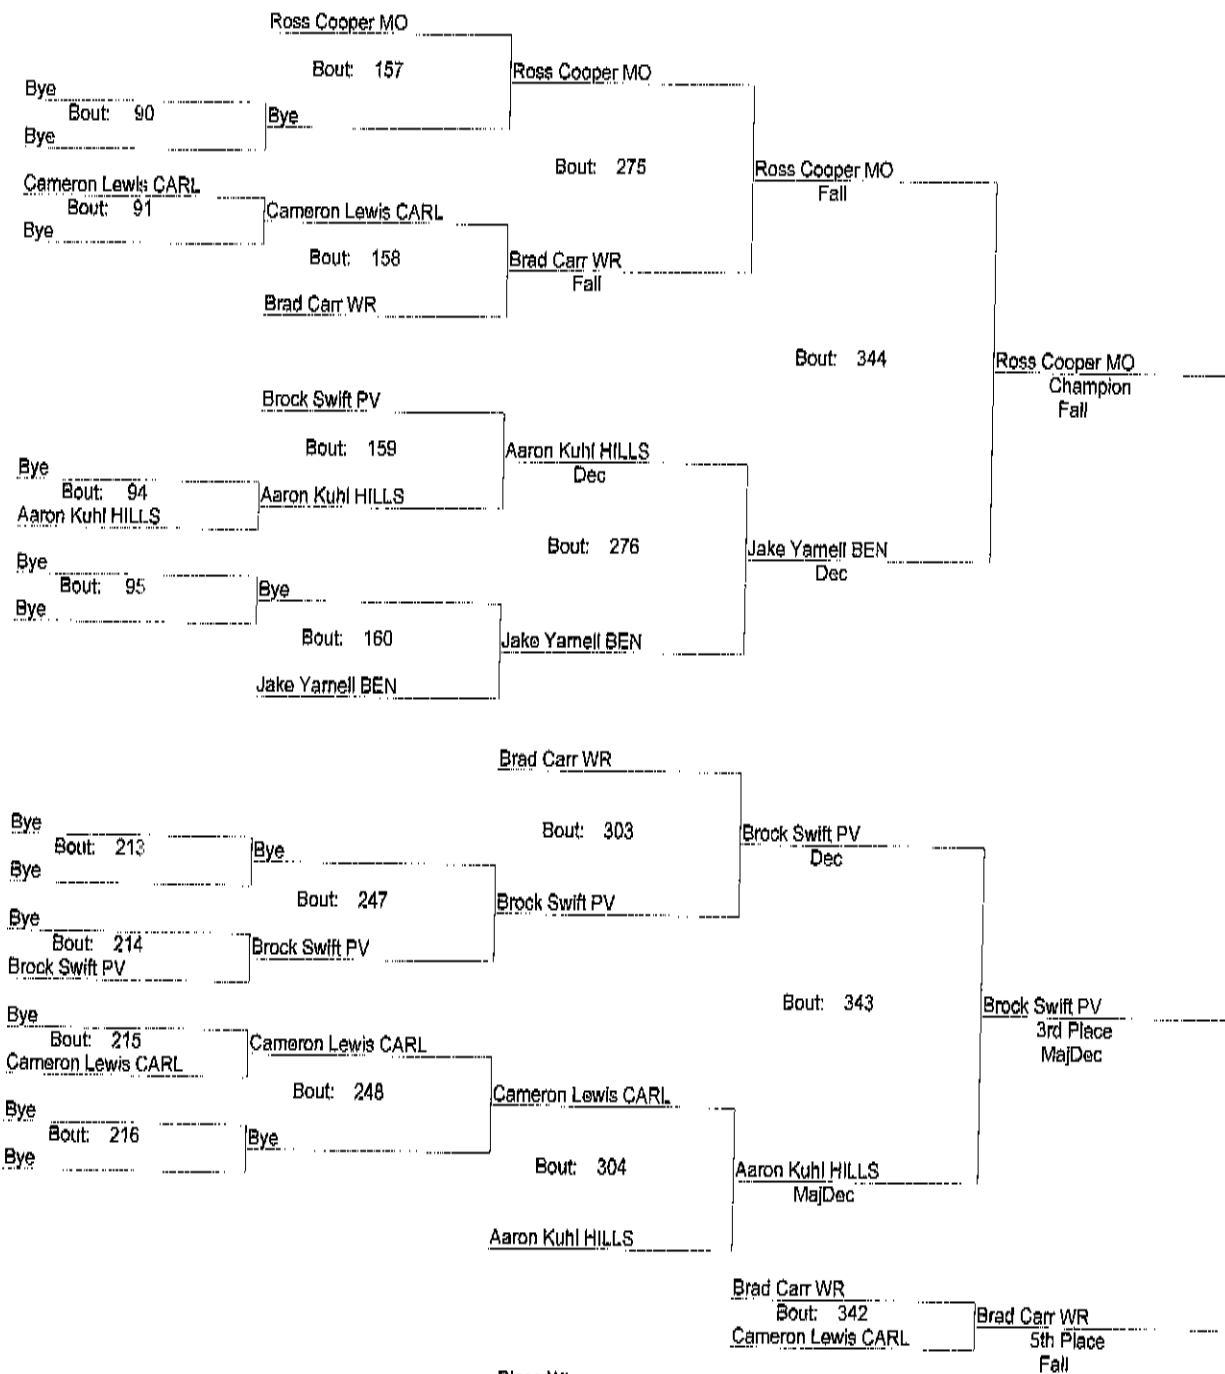 Ross Cooper MO
Bout: 157
Ross Cooper MO
Bye
Bout: 90
Bye
Bye
Bout: 275
Ross Cooper MO
Fall
Cameron Lewis CARL
Bout: 91
Cameron Lewis CARL
Bye
Bout: 158
Brad Carr WR
Fall
Brad Carr WR
Bout: 344
Ross Cooper MO
Champion
Fall
Brock Swift PV
Bout: 159
Aaron Kuhl HILLS
Dec
Bye
Bout: 94
Aaron Kuhl HILLS
Aaron Kuhl HILLS
Bout: 276
Jake Yarnell BEN
Dec
Bye
Bout: 95
Bye
Bye
Bout: 160
Jake Yarnell BEN
Jake Yarnell BEN
Brad Carr WR
Bye
Bout: 213
Bout: 303
Brock Swift PV
Dec
Bye
Bye
Bout: 247
Brock Swift PV
Bye
Bout: 214
Brock Swift PV
Brock Swift PV
Bout: 343
Brock Swift PV
3rd Place
MajDec
Bye
Bout: 215
Cameron Lewis CARL
Cameron Lewis CARL
Bout: 248
Cameron Lewis CARL
Bye
Bout: 216
Bye
Bye
Bout: 304
Aaron Kuhl HILLS
MajDec
Aaron Kuhl HILLS
Brad Carr WR
Bout: 342
Cameron Lewis CARL
Brad Carr WR
5th Place
Fall